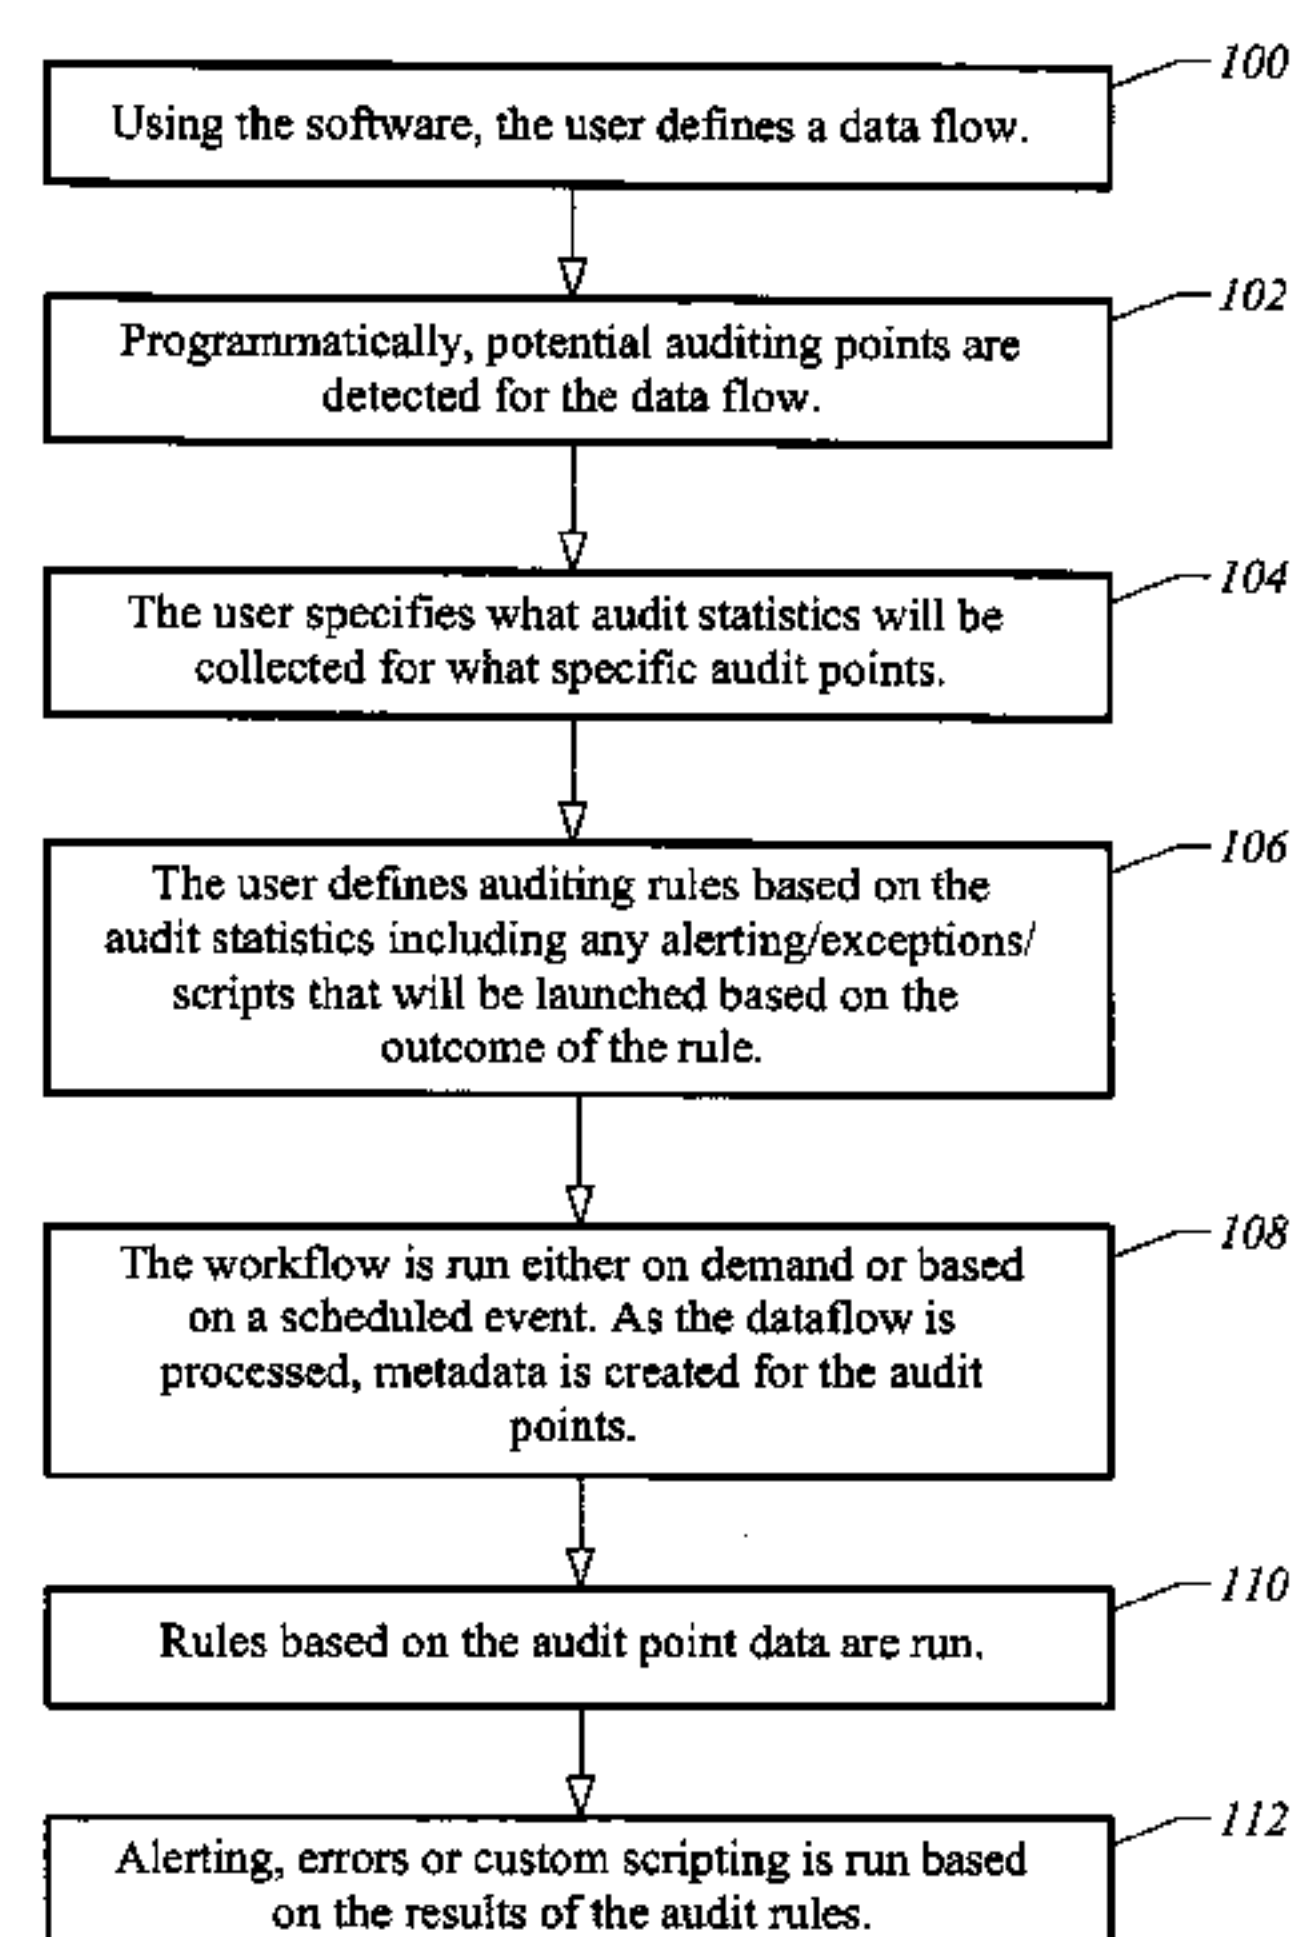 100
Using the software, the user defines a data flow.
102
Programmatically, potential auditing points are
detected for the data flow.
104
The user specifies what audit statistics will be
collected for what specific audit points.
106
The user defines auditing rules based on the
audit statistics including any alerting/exceptions/
scripts that will be launched based on the
outcome of the rule.
108
The workflow is run either on demand or based
on a scheduled event. As the dataflow is
processed, metadata is created for the audit
points.
110
Rules based on the audit point data are run.
112
Alerting, errors or custom scripting is run based
on the results of the audit rules.